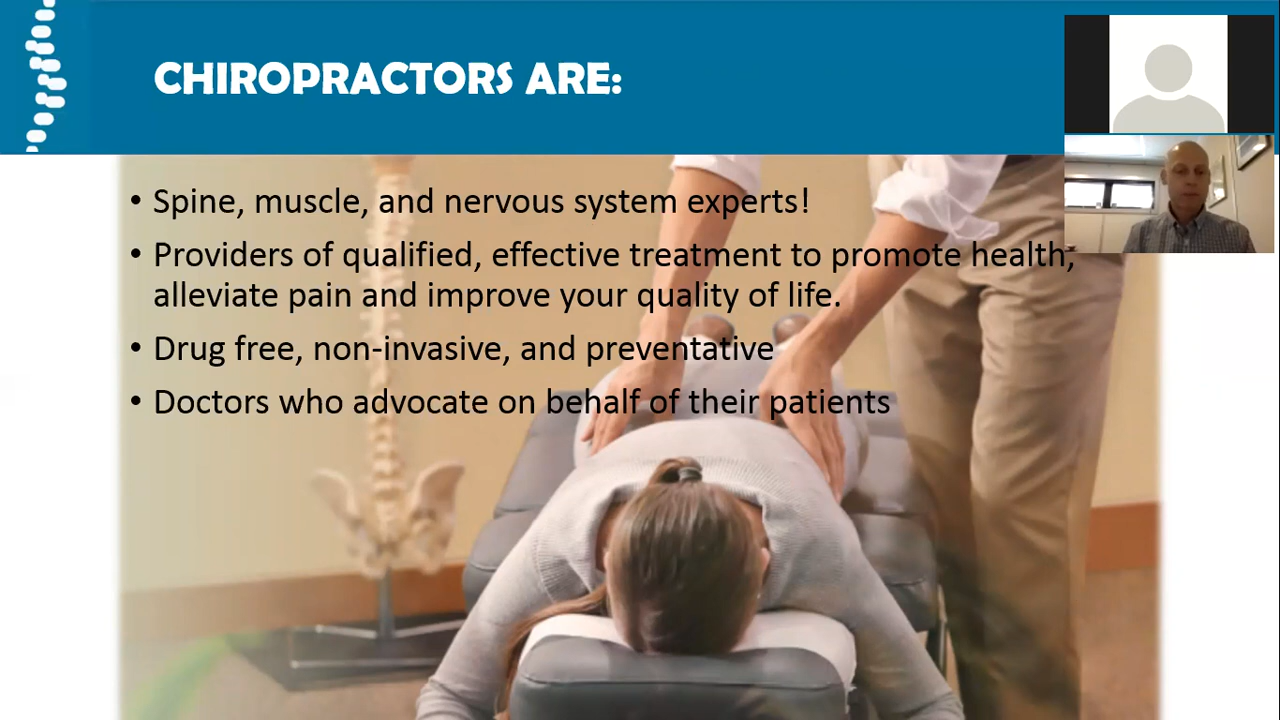 CHIROPRACTORS ARE:
• Spine, muscle, and nervous system experts!
• Providers of qualified, effective treatment to promote health,
alleviate pain and improve your quality of life.
• Drug free, non-invasive, and preventative
• Doctors who advocate on behalf of their patients